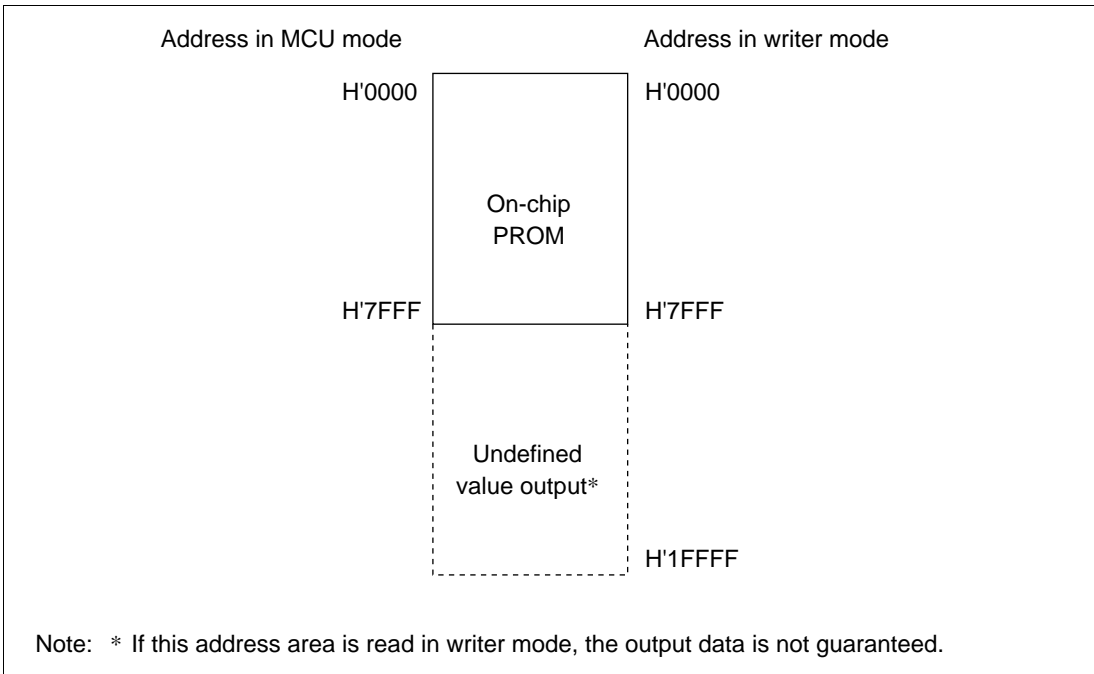 Address in MCU mode
Address in writer mode
H'0000
H'0000
On-chip
PROM
H'7FFF
H'7FFF
Undefined
value output*
H'1FFFF
Note: * If this address area is read in writer mode, the output data is not guaranteed.